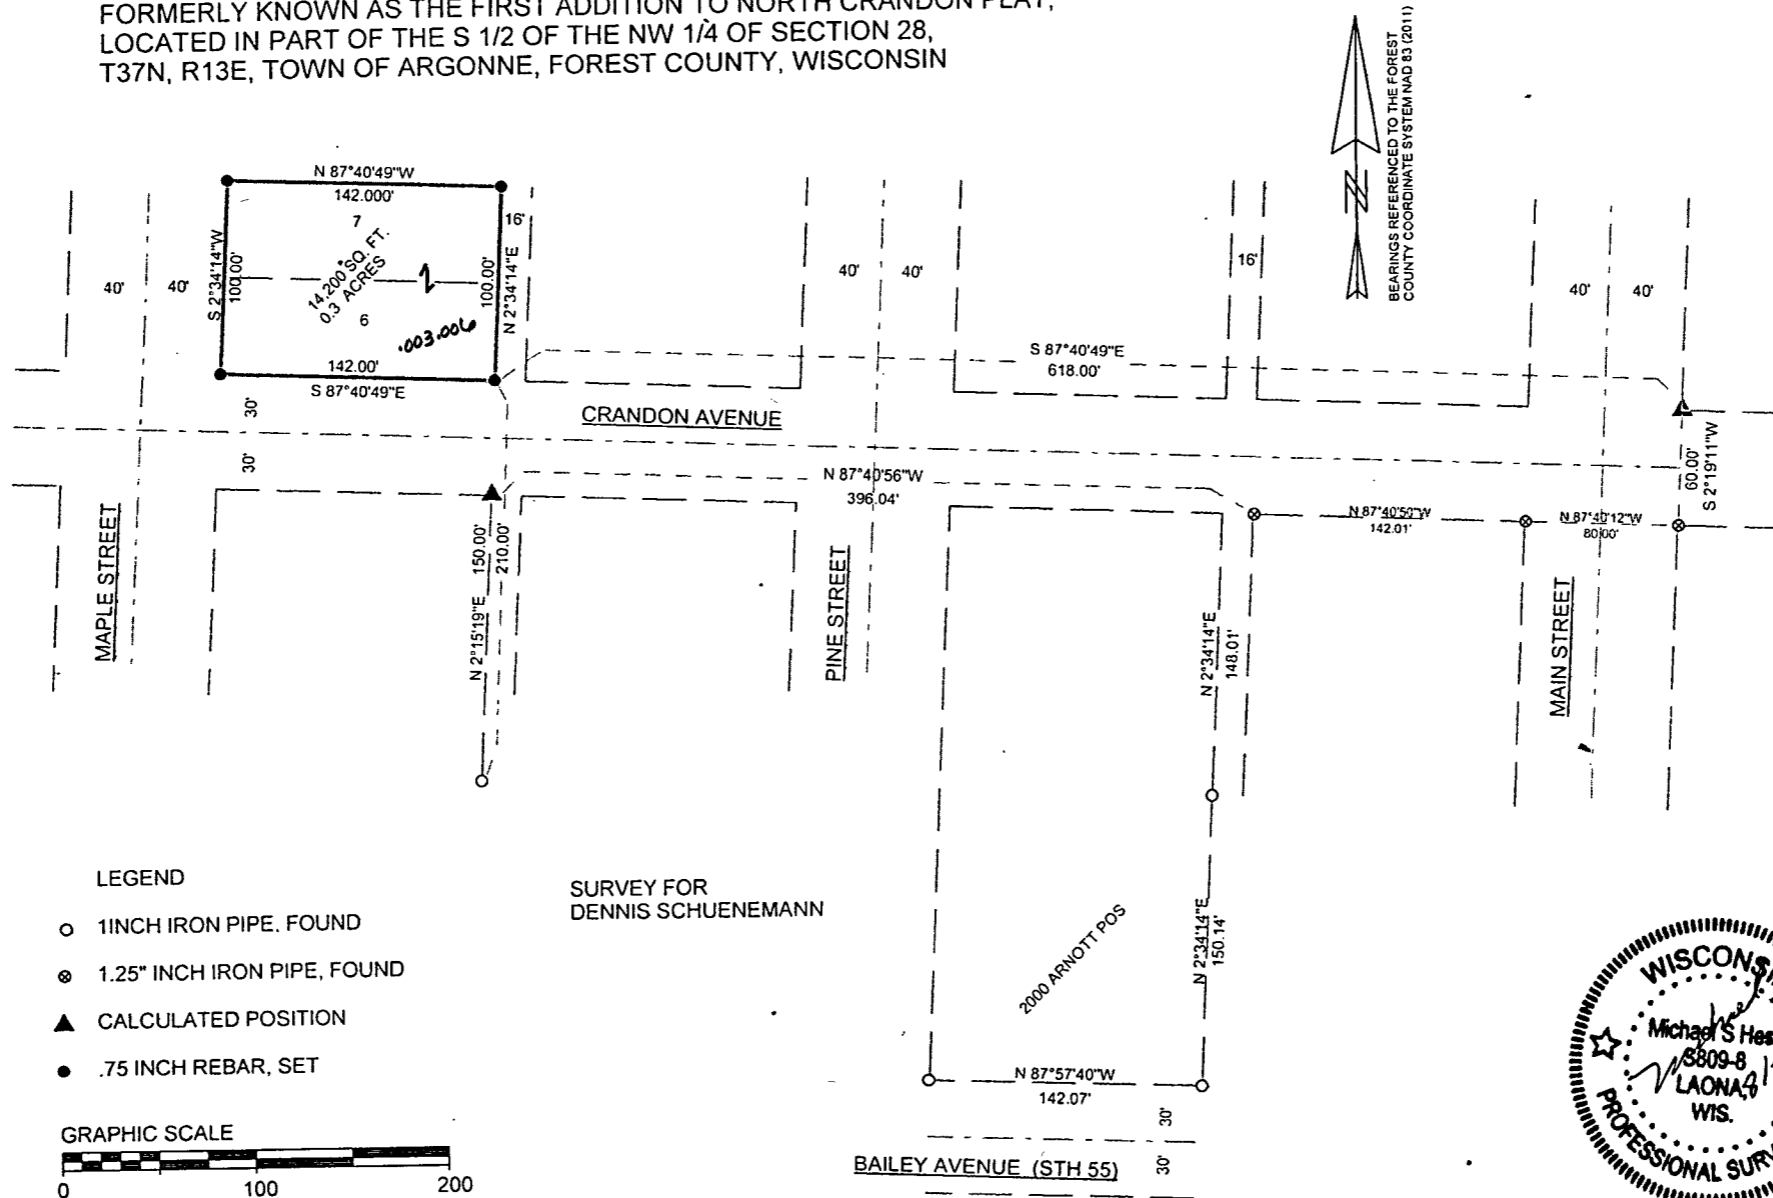 FORMERLY KNOWN AS THE FIRST ADDITION TO NORTH CRANDON PLAT,
LOCATED IN PART OF THE S 1/2 OF THE NW 1/4 OF SECTION 28,
T37N, R13E, TOWN OF ARGONNE, FOREST COUNTY, WISCONSIN
BEARINGS REFERENCED TO THE FOREST
COUNTY COORDINATE SYSTEM NAD 83 (2011)
N
N 87°40'49"W
142.000'
7
14,200 SQ. FT.
0.3 ACRES
2
6
.003.006
S 2°34'14"W
100.00'
100.00'
N 2°34'14"E
16'
142.00'
S 87°40'49"E
40'
40'
40'
40'
16'
40'
40'
30'
30'
S 87°40'49"E
618.00'
CRANDON AVENUE
N 87°40'56"W
396.04'
N 87°40'50"W
142.01'
N 87°40'12"W
80.00'
60.00'
S 2°19'11"W
MAPLE STREET
N 2°15'19"E
150.00'
210.00'
PINE STREET
N 2°34'14"E
148.01'
MAIN STREET
N 2°34'14"E
150.14'
2000 ARNOTT POS
N 87°57'40"W
142.07'
30'
30'
BAILEY AVENUE (STH 55)
LEGEND
1INCH IRON PIPE, FOUND
1.25" INCH IRON PIPE, FOUND
CALCULATED POSITION
.75 INCH REBAR, SET
SURVEY FOR
DENNIS SCHUENEMANN
GRAPHIC SCALE
0 100 200
Michael S
S809-8
LAONA,
WIS.
PROFESSIONAL